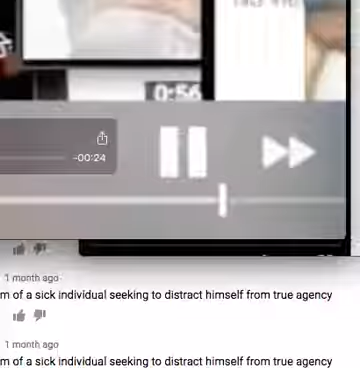 0:56
-00:24
1 month ago
m of a sick individual seeking to distract himself from true agency
1 month ago
m of a sick individual seeking to distract himself from true agency